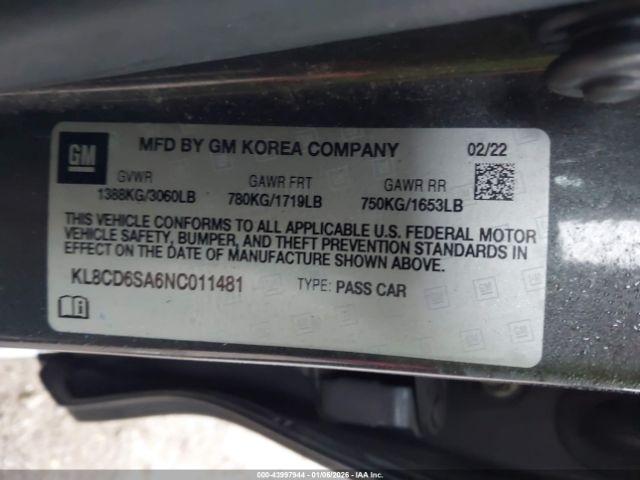 GM
MFD BY GM KOREA COMPANY 02/22
GVWR GAWR FRT GAWR RR
1388KG/3060LB 780KG/1719LB 750KG/1653LB
THIS VEHICLE CONFORMS TO ALL APPLICABLE U.S. FEDERAL MOTOR
VEHICLE SAFETY, BUMPER, AND THEFT PREVENTION STANDARDS IN
EFFECT ON THE DATE OF MANUFACTURE SHOWN ABOVE.
KL8CD6SA6NC011481 TYPE: PASS CAR
000-43997944 - 01/06/2026 - IAAI.COM